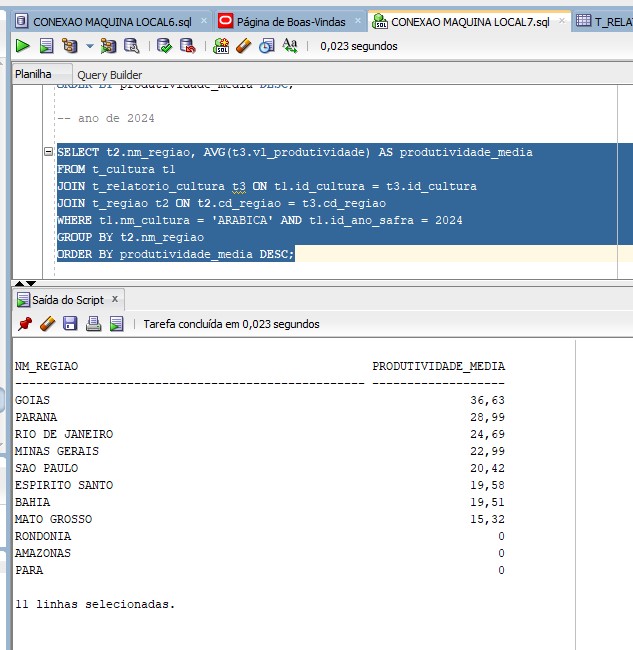 CONEXAO MAQUINA LOCAL6.sql
Página de Boas-Vindas
CONEXAO MAQUINA LOCAL7.sql
T_RELA
0,023 segundos
Planilha
Query Builder
ORDER BY produtividade_media DESC;
-- ano de 2024
SELECT t2.nm_regiao, AVG(t3.vl_produtividade) AS produtividade_media
FROM t_cultura t1
JOIN t_relatorio_cultura t3 ON t1.id_cultura = t3.id_cultura
JOIN t_regiao t2 ON t2.cd_regiao = t3.cd_regiao
WHERE t1.nm_cultura = 'ARABICA' AND t1.id_ano_safra = 2024
GROUP BY t2.nm_regiao
ORDER BY produtividade_media DESC;
Saída do Script x
Tarefa concluída em 0,023 segundos
NM_REGIAO PRODUTIVIDADE_MEDIA
-------------------------------------------------- -------------------
GOIAS 36,63
PARANA 28,99
RIO DE JANEIRO 24,69
MINAS GERAIS 22,99
SAO PAULO 20,42
ESPIRITO SANTO 19,58
BAHIA 19,51
MATO GROSSO 15,32
RONDONIA 0
AMAZONAS 0
PARA 0
11 linhas selecionadas.